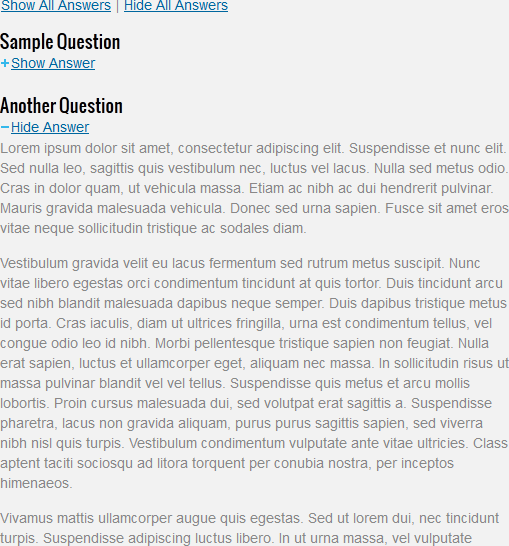 Show All Answers | Hide All Answers
Sample Question
+Show Answer
Another Question
−Hide Answer
Lorem ipsum dolor sit amet, consectetur adipiscing elit. Suspendisse et nunc elit.
Sed nulla leo, sagittis quis vestibulum nec, luctus vel lacus. Nulla sed metus odio.
Cras in dolor quam, ut vehicula massa. Etiam ac nibh ac dui hendrerit pulvinar.
Mauris gravida malesuada vehicula. Donec sed urna sapien. Fusce sit amet eros
vitae neque sollicitudin tristique ac sodales diam.
Vestibulum gravida velit eu lacus fermentum sed rutrum metus suscipit. Nunc
vitae libero egestas orci condimentum tincidunt at quis tortor. Duis tincidunt arcu
sed nibh blandit malesuada dapibus neque semper. Duis dapibus tristique metus
id porta. Cras iaculis, diam ut ultrices fringilla, urna est condimentum tellus, vel
congue odio leo id nibh. Morbi pellentesque tristique sapien non feugiat. Nulla
erat sapien, luctus et ullamcorper eget, aliquam nec massa. In sollicitudin risus ut
massa pulvinar blandit vel vel tellus. Suspendisse quis metus et arcu mollis
lobortis. Proin cursus malesuada dui, sed volutpat erat sagittis a. Suspendisse
pharetra, lacus non gravida aliquam, purus purus sagittis sapien, sed viverra
nibh nisl quis turpis. Vestibulum condimentum vulputate ante vitae ultricies. Class
aptent taciti sociosqu ad litora torquent per conubia nostra, per inceptos
himenaeos.
Vivamus mattis ullamcorper augue quis egestas. Sed ut lorem dui, nec tincidunt
turpis. Suspendisse adipiscing luctus libero. In ut urna massa, vel vulputate